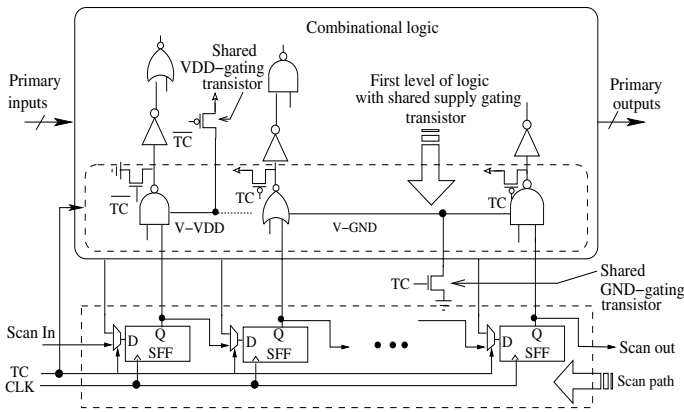 Combinational logic
Shared
VDD−gating
transistor
First level of logic
with shared supply gating
transistor
Primary
inputs
Primary
outputs
TC
TC
TC
TC
V−VDD
V−GND
TC
Shared
GND−gating
transistor
Scan In
D
Q
SFF
D
Q
SFF
D
Q
SFF
Scan out
TC
CLK
Scan path